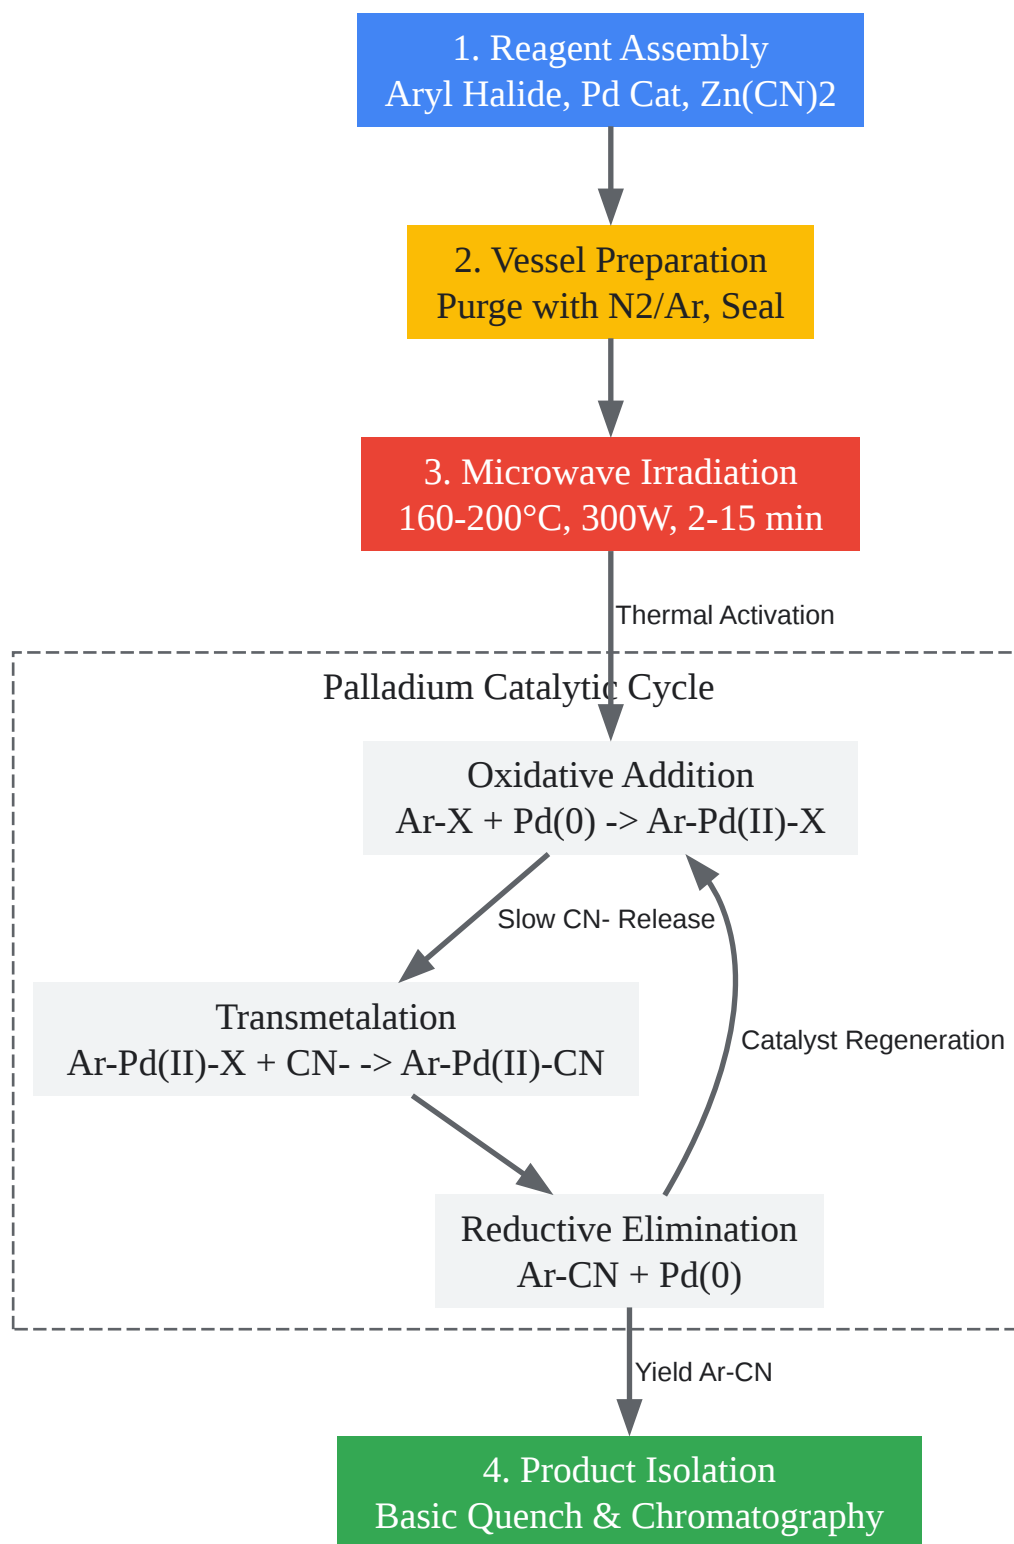 1. Reagent Assembly
Aryl Halide, Pd Cat, Zn(CN)2
2. Vessel Preparation
Purge with N2/Ar, Seal
3. Microwave Irradiation
160-200°C, 300W, 2-15 min
Thermal Activation
Palladium Catalytic Cycle
Oxidative Addition
Ar-X + Pd(0) -> Ar-Pd(II)-X
Slow CN- Release
Transmetalation
Ar-Pd(II)-X + CN- -> Ar-Pd(II)-CN
Catalyst Regeneration
Reductive Elimination
Ar-CN + Pd(0)
Yield Ar-CN
4. Product Isolation
Basic Quench & Chromatography